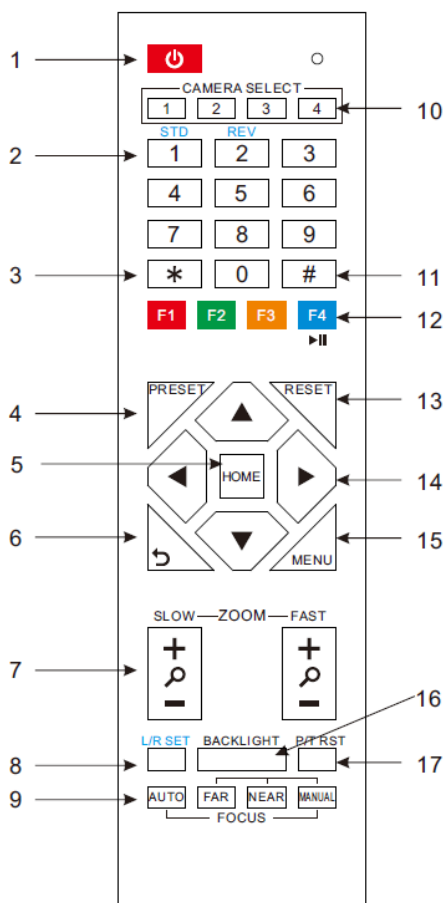 1
CAMERA SELECT
1 2 3 4
10
STD REV
2
1 2 3
4 5 6
7 8 9
3
* 0 #
11
F1 F2 F3 F4
12
PRESET RESET
13
4
5
HOME
14
6
MENU
15
SLOW ZOOM FAST
+ +
7
- -
16
L/R SET BACKLIGHT P/T RST
8
17
9
AUTO FAR NEAR MANUAL
FOCUS